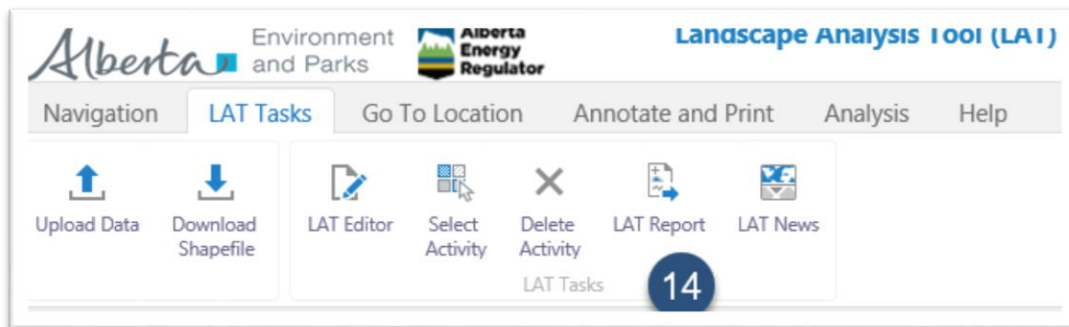 Alberta Environment and Parks
Alberta Energy Regulator
Landscape Analysis Tool (LAT)
Navigation LAT Tasks Go To Location Annotate and Print Analysis Help
Upload Data
Download Shapefile
LAT Editor
Select Activity
Delete Activity
LAT Report
LAT News
LAT Tasks
14